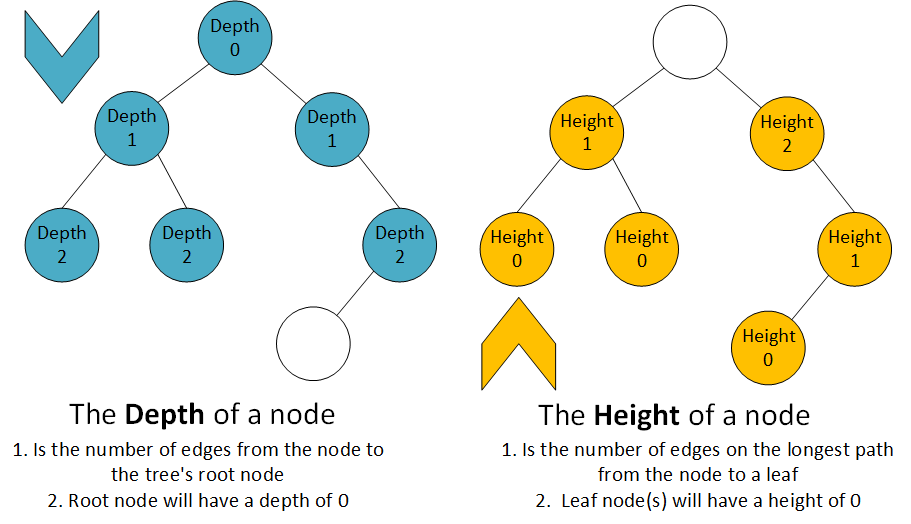 Depth
0
Depth
1
Depth
1
Depth
2
Depth
2
Depth
2
The Depth of a node
1. Is the number of edges from the node to
the tree's root node
2. Root node will have a depth of 0
Height
1
Height
2
Height
0
Height
0
Height
1
Height
0
The Height of a node
1. Is the number of edges on the longest path
from the node to a leaf
2. Leaf node(s) will have a height of 0